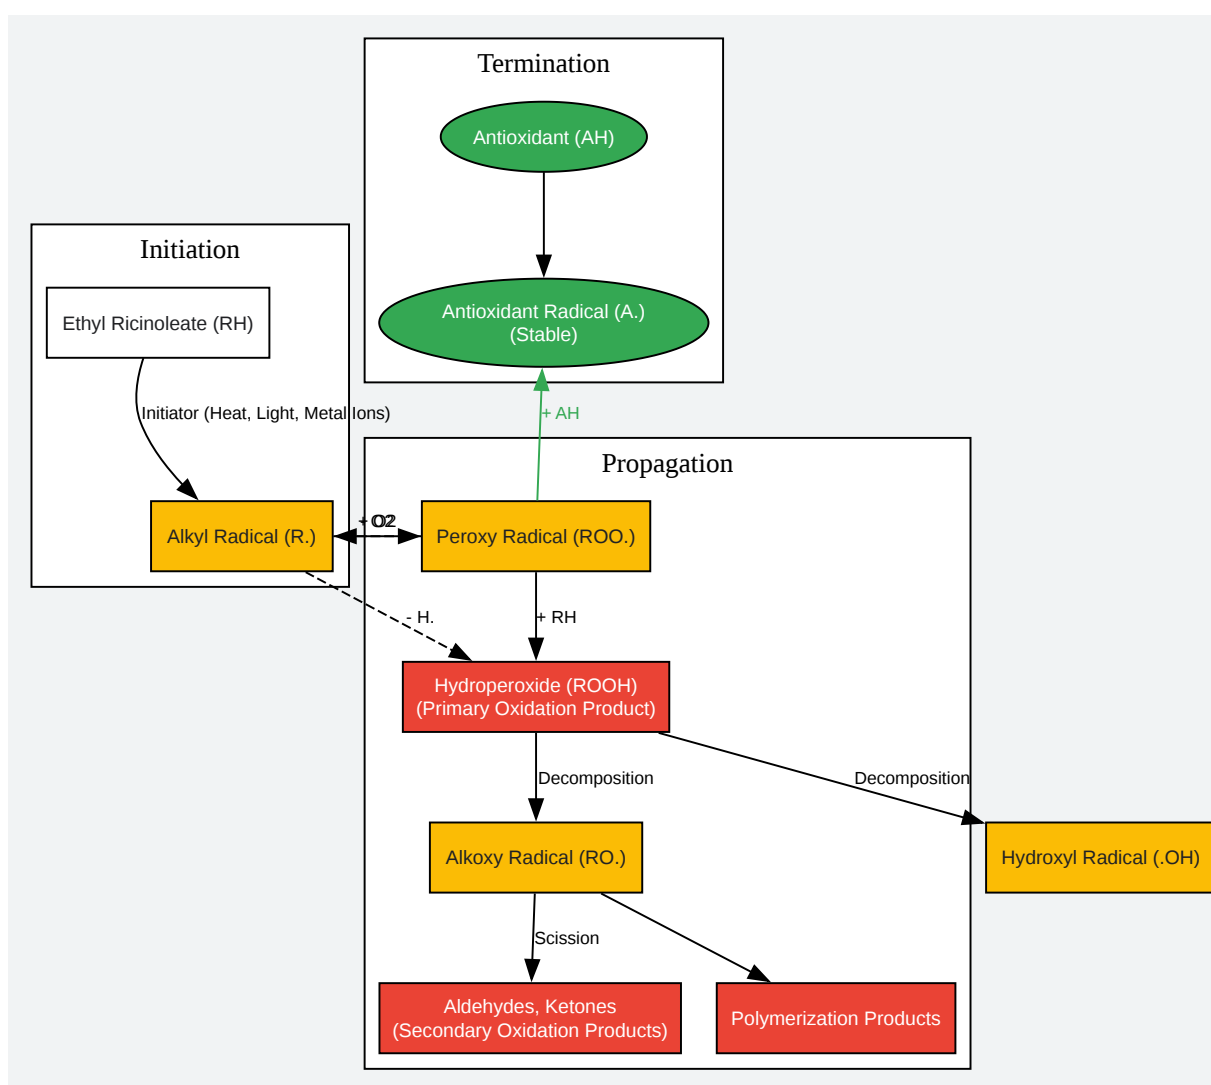 Termination
Antioxidant (AH)
Antioxidant Radical (A.)
(Stable)
+ AH
Initiation
Ethyl Ricinoleate (RH)
Initiator (Heat, Light, Metal Ions)
Alkyl Radical (R.)
+ O2
Propagation
Peroxy Radical (ROO.)
- H.
+ RH
Hydroperoxide (ROOH)
(Primary Oxidation Product)
Decomposition
Decomposition
Alkoxy Radical (RO.)
Hydroxyl Radical (.OH)
Scission
Aldehydes, Ketones
(Secondary Oxidation Products)
Polymerization Products